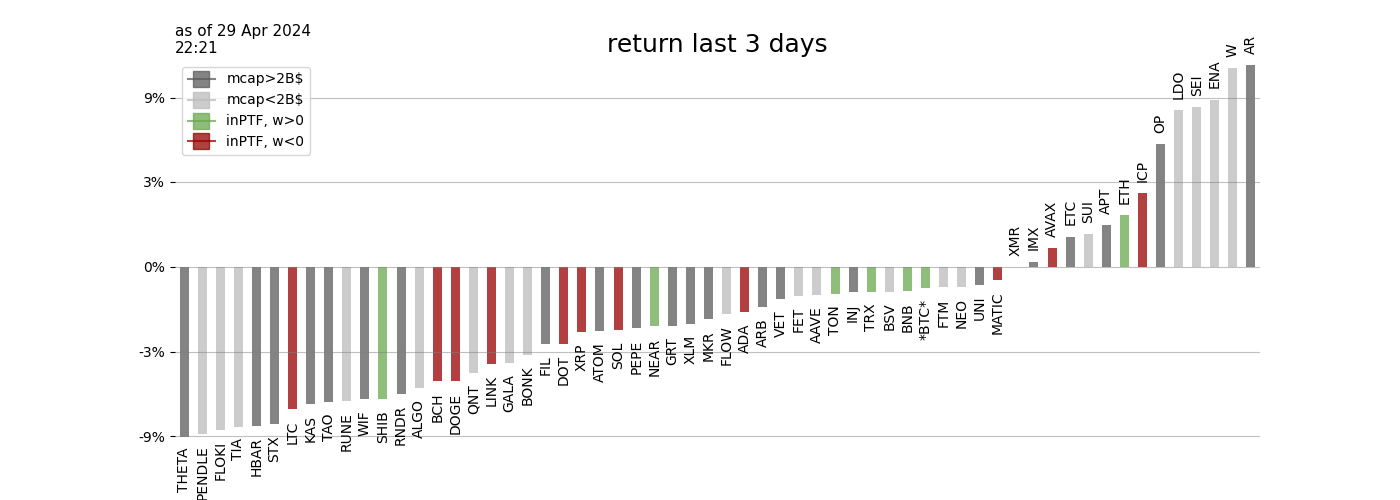 as of 29 Apr 2024
22:21
return last 3 days
mcap>2B$
mcap<2B$
inPTF, w>0
inPTF, w<0
9%
3%
0%
-3%
-9%
THETA
PENDLE
FLOKI
TIA
HBAR
STX
LTC
KAS
TAO
RUNE
WIF
SHIB
RNDR
ALGO
BCH
DOGE
QNT
LINK
GALA
BONK
FIL
DOT
XRP
ATOM
SOL
PEPE
NEAR
GRT
XLM
MKR
FLOW
ADA
ARB
VET
FET
AAVE
TON
INJ
TRX
BSV
BNB
*BTC*
FTM
NEO
UNI
MATIC
XMR
IMX
AVAX
ETC
SUI
APT
ETH
ICP
OP
LDO
SEI
ENA
W
AR